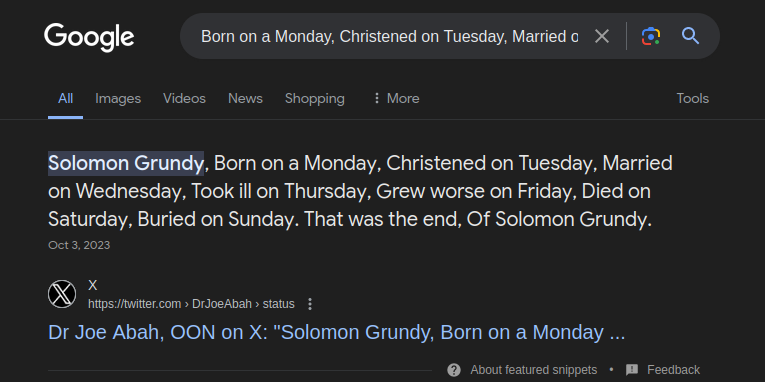 Google
Born on a Monday, Christened on Tuesday, Married o
All Images Videos News Shopping More Tools
Solomon Grundy, Born on a Monday, Christened on Tuesday, Married
on Wednesday, Took ill on Thursday, Grew worse on Friday, Died on
Saturday, Buried on Sunday. That was the end, Of Solomon Grundy.
Oct 3, 2023
X
https://twitter.com › DrJoeAbah › status
Dr Joe Abah, OON on X: "Solomon Grundy, Born on a Monday ...
About featured snippets • Feedback